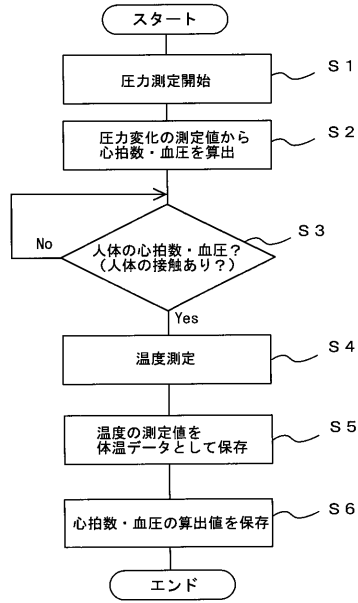 スタート
圧力測定開始
S1
圧力変化の測定値から
心拍数・血圧を算出
S2
人体の心拍数・血圧?
(人体の接触あり?)
S3
No
Yes
温度測定
S4
温度の測定値を
体温データとして保存
S5
心拍数・血圧の算出値を保存
S6
エンド